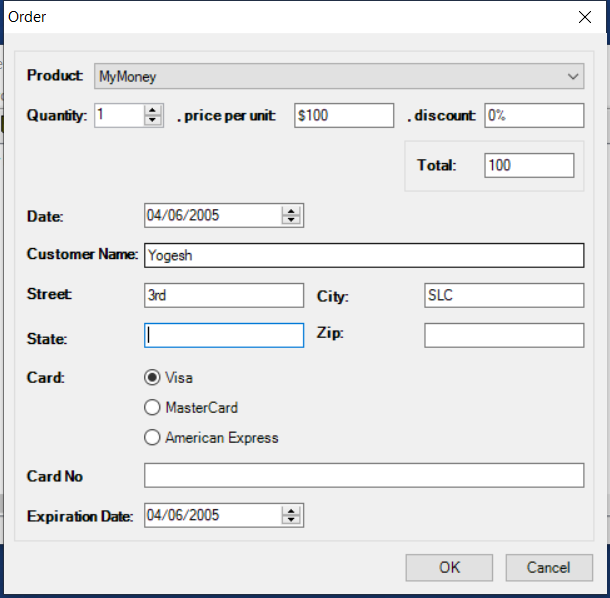 Order
Product: MyMoney
Quantity: 1 . price per unit: $100 . discount: 0%
Total: 100
Date: 04/06/2005
Customer Name: Yogesh
Street: 3rd City: SLC
State: Zip:
Card: Visa
MasterCard
American Express
Card No
Expiration Date: 04/06/2005
OK Cancel